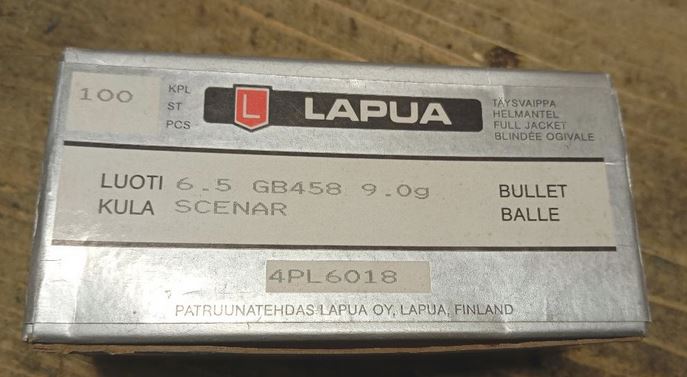 100 KPL
ST
PCS
L LAPUA
TÄYSVAIPPA
HELMANTEL
FULL JACKET
BLINDÉE OGIVALE
LUOTI 6.5 GB458 9.0g BULLET
KULA SCENAR BALLE
4PL6018
PATRUUNATEHDAS LAPUA OY, LAPUA, FINLAND